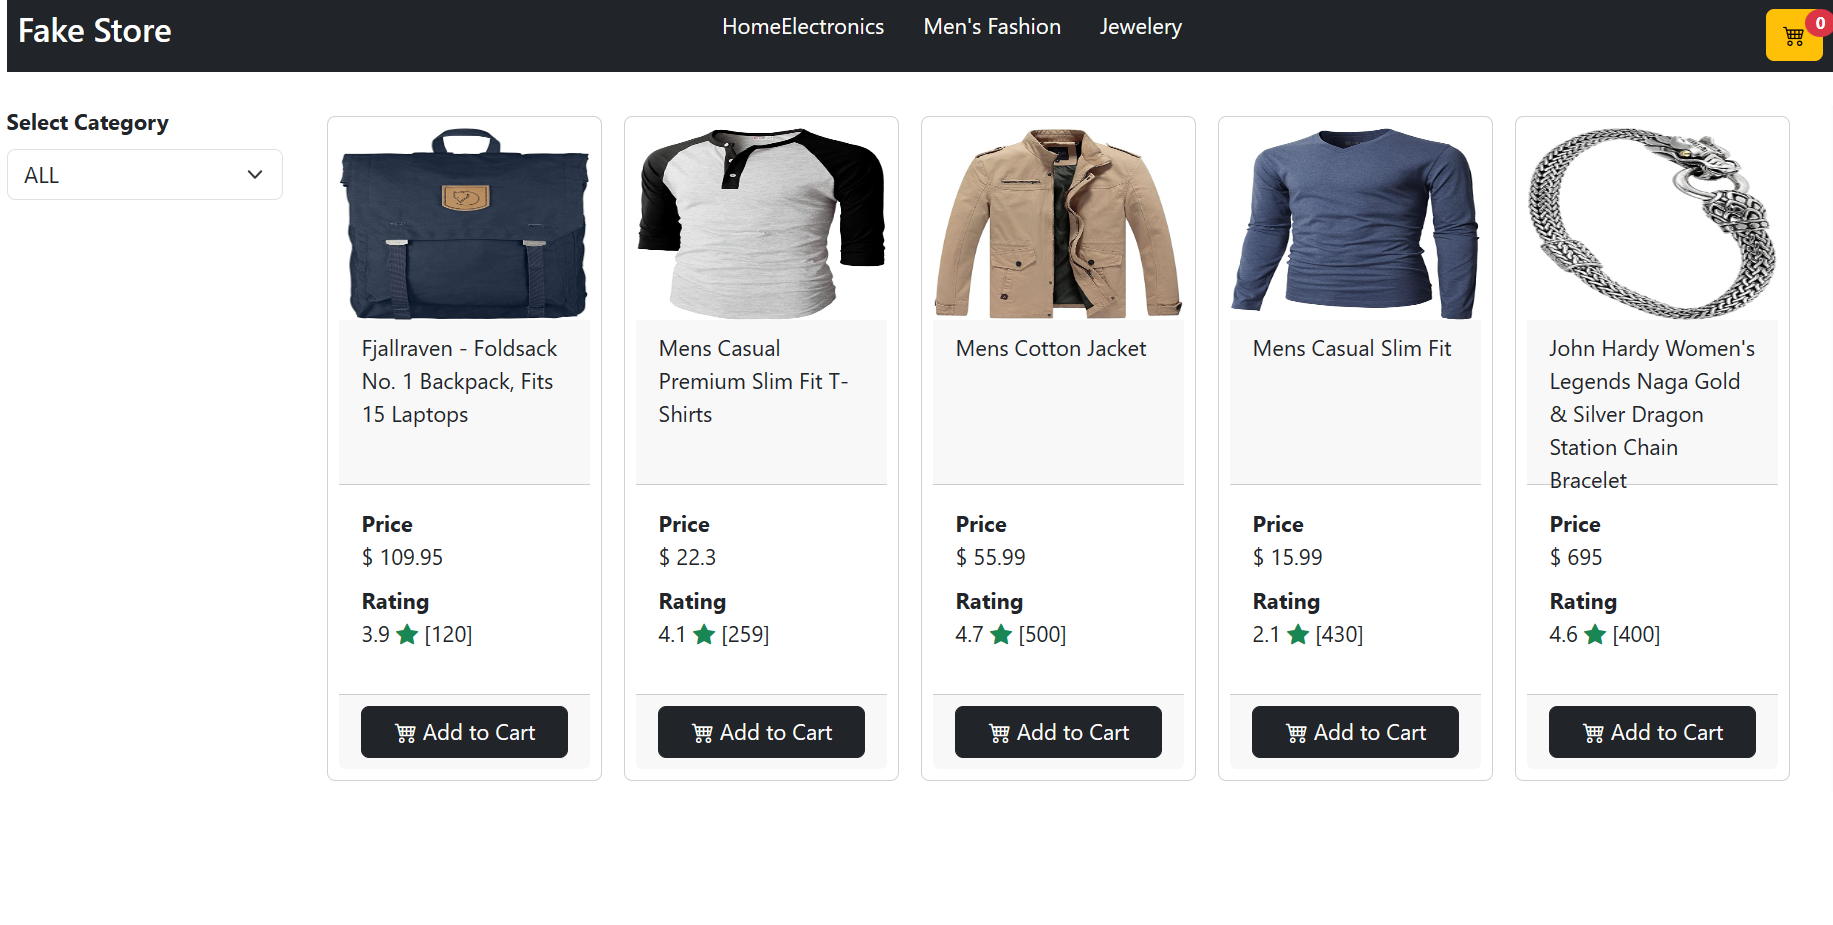 Fake Store
HomeElectronics
Men's Fashion
Jewelery
0
Select Category
ALL
Fjallraven - Foldsack
No. 1 Backpack, Fits
15 Laptops
Price
$ 109.95
Rating
3.9 [120]
Add to Cart
Mens Casual
Premium Slim Fit T-
Shirts
Price
$ 22.3
Rating
4.1 [259]
Add to Cart
Mens Cotton Jacket
Price
$ 55.99
Rating
4.7 [500]
Add to Cart
Mens Casual Slim Fit
Price
$ 15.99
Rating
2.1 [430]
Add to Cart
John Hardy Women's
Legends Naga Gold
& Silver Dragon
Station Chain
Bracelet
Price
$ 695
Rating
4.6 [400]
Add to Cart